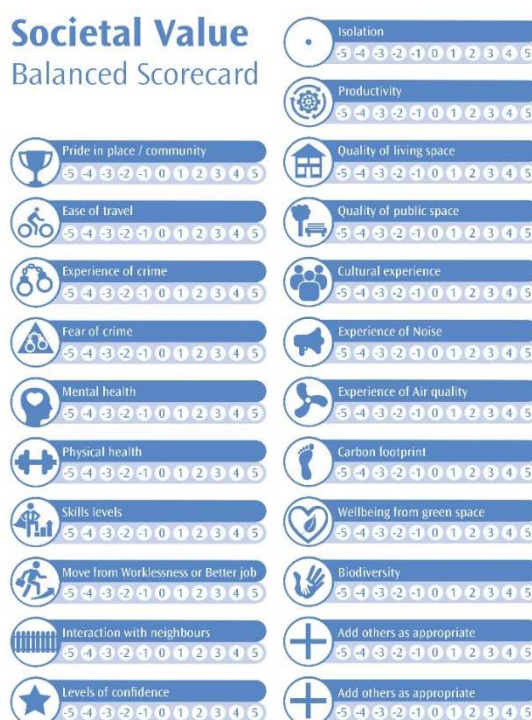 Societal Value
Balanced Scorecard
Pride in place / community
-5 -4 -3 -2 -1 0 1 2 3 4 5
Ease of travel
-5 -4 -3 -2 -1 0 1 2 3 4 5
Experience of crime
-5 -4 -3 -2 -1 0 1 2 3 4 5
Fear of crime
-5 -4 -3 -2 -1 0 1 2 3 4 5
Mental health
-5 -4 -3 -2 -1 0 1 2 3 4 5
Physical health
-5 -4 -3 -2 -1 0 1 2 3 4 5
Skills levels
-5 -4 -3 -2 -1 0 1 2 3 4 5
Move from Worklessness or Better job
-5 -4 -3 -2 -1 0 1 2 3 4 5
Interaction with neighbours
-5 -4 -3 -2 -1 0 1 2 3 4 5
Levels of confidence
-5 -4 -3 -2 -1 0 1 2 3 4 5
Isolation
-5 -4 -3 -2 -1 0 1 2 3 4 5
Productivity
-5 -4 -3 -2 -1 0 1 2 3 4 5
Quality of living space
-5 -4 -3 -2 -1 0 1 2 3 4 5
Quality of public space
-5 -4 -3 -2 -1 0 1 2 3 4 5
Cultural experience
-5 -4 -3 -2 -1 0 1 2 3 4 5
Experience of Noise
-5 -4 -3 -2 -1 0 1 2 3 4 5
Experience of Air quality
-5 -4 -3 -2 -1 0 1 2 3 4 5
Carbon footprint
-5 -4 -3 -2 -1 0 1 2 3 4 5
Wellbeing from green space
-5 -4 -3 -2 -1 0 1 2 3 4 5
Biodiversity
-5 -4 -3 -2 -1 0 1 2 3 4 5
Add others as appropriate
-5 -4 -3 -2 -1 0 1 2 3 4 5
Add others as appropriate
-5 -4 -3 -2 -1 0 1 2 3 4 5